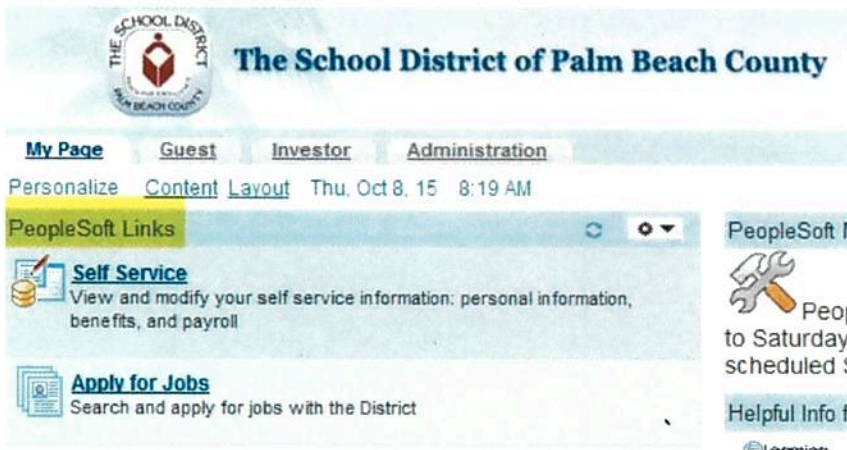 THE SCHOOL DISTRICT
PALM BEACH COUNTY
The School District of Palm Beach County
My Page Guest Investor Administration
Personalize Content Layout Thu, Oct 8, 15 8:19 AM
PeopleSoft Links
Self Service
View and modify your self service information: personal information,
benefits, and payroll
Apply for Jobs
Search and apply for jobs with the District
PeopleSoft
to Saturday
scheduled
Helpful Info